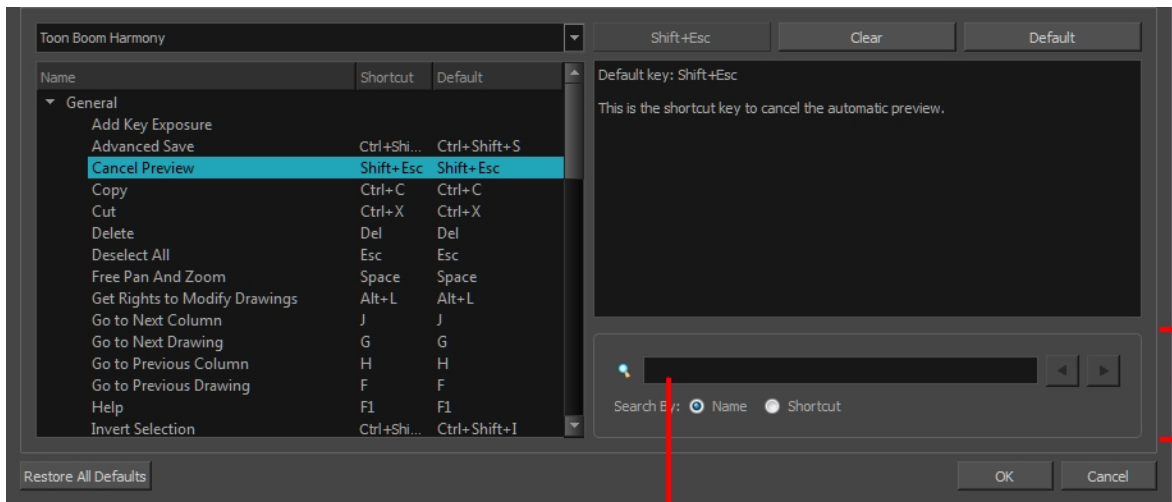 Toon Boom Harmony
Shift+Esc Clear Default
Name Shortcut Default
General
Add Key Exposure
Advanced Save Ctrl+Shi... Ctrl+Shift+S
Cancel Preview Shift+Esc Shift+Esc
Copy Ctrl+C Ctrl+C
Cut Ctrl+X Ctrl+X
Delete Del Del
Deselect All Esc Esc
Free Pan And Zoom Space Space
Get Rights to Modify Drawings Alt+L Alt+L
Go to Next Column J J
Go to Next Drawing G G
Go to Previous Column H H
Go to Previous Drawing F F
Help F1 F1
Invert Selection Ctrl+Shi... Ctrl+Shift+I
Default key: Shift+Esc
This is the shortcut key to cancel the automatic preview.
Search By: Name Shortcut
Restore All Defaults
OK Cancel